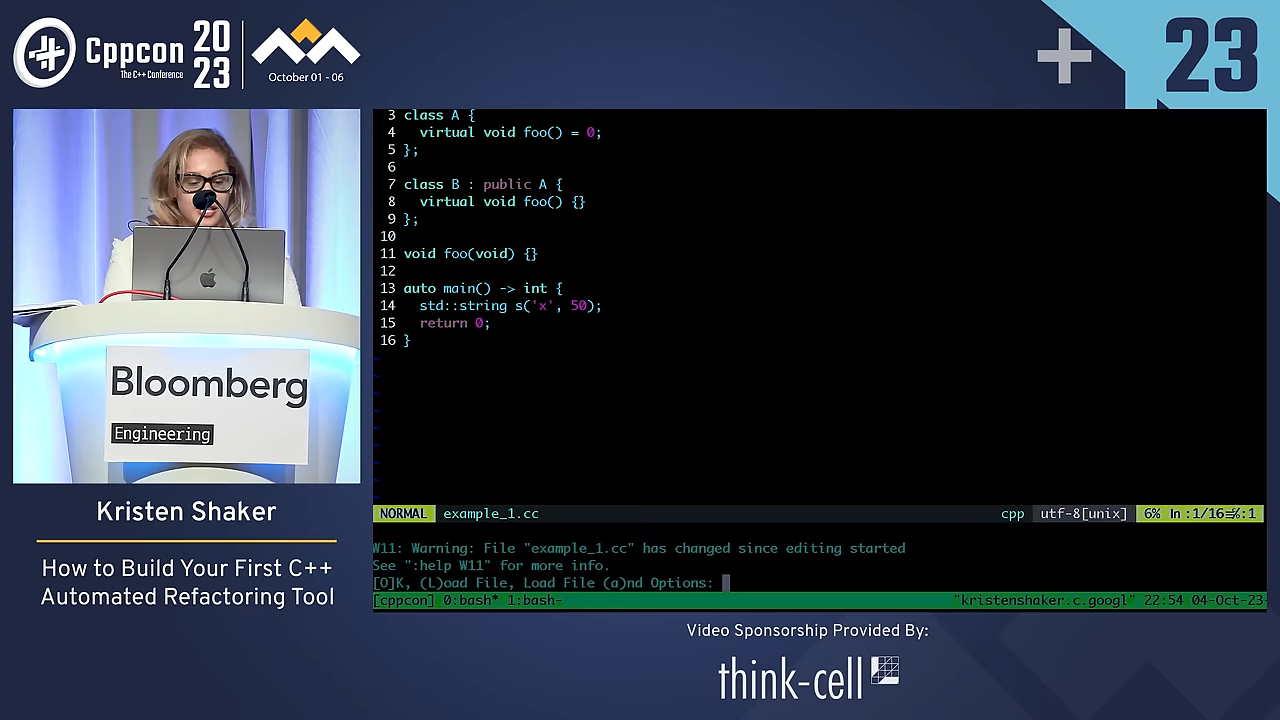 Cppcon
The C++ Conference
20
23
October 01 - 06
23
Bloomberg
Engineering
Kristen Shaker
How to Build Your First C++
Automated Refactoring Tool
3 class A {
4   virtual void foo() = 0;
5 };
6
7 class B : public A {
8   virtual void foo() {}
9 };
10
11 void foo(void) {}
12
13 auto main() -> int {
14   std::string s('x', 50);
15   return 0;
16 }
NORMAL example_1.cc cpp utf-8[unix] 6% ln :1/16≡℅:1
W11: Warning: File "example_1.cc" has changed since editing started
See ":help W11" for more info.
[O]K, (L)oad File, Load File (a)nd Options:
[cppcon] 0:bash* 1:bash- "kristenshaker.c.googl" 22:54 04-Oct-23
Video Sponsorship Provided By:
think-cell